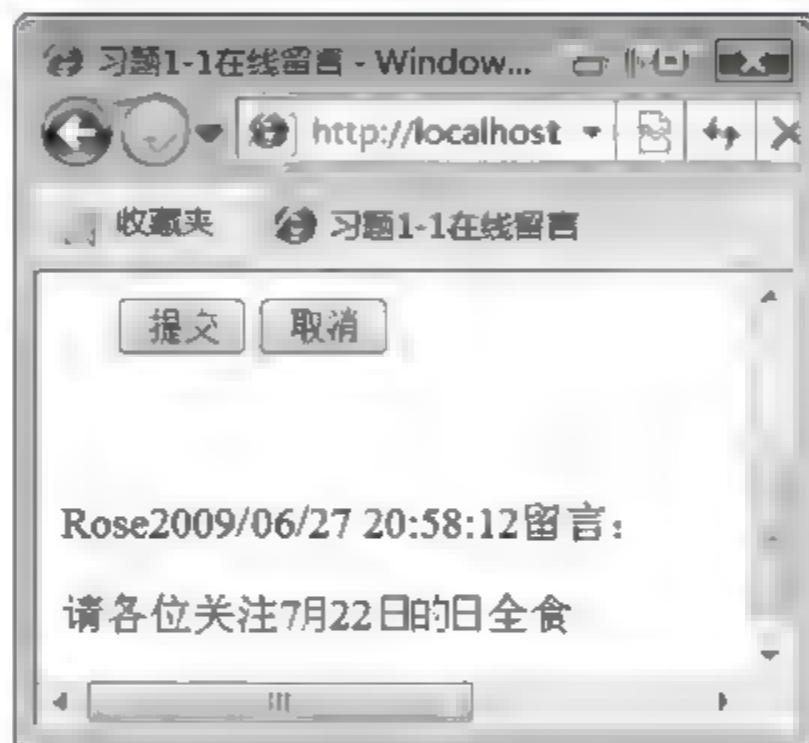 习题1-1在线留言 - Window...
http://localhost
收藏夹 习题1-1在线留言
提交 取消
Rose2009/06/27 20:58:12留言：
请各位关注7月22日的日全食